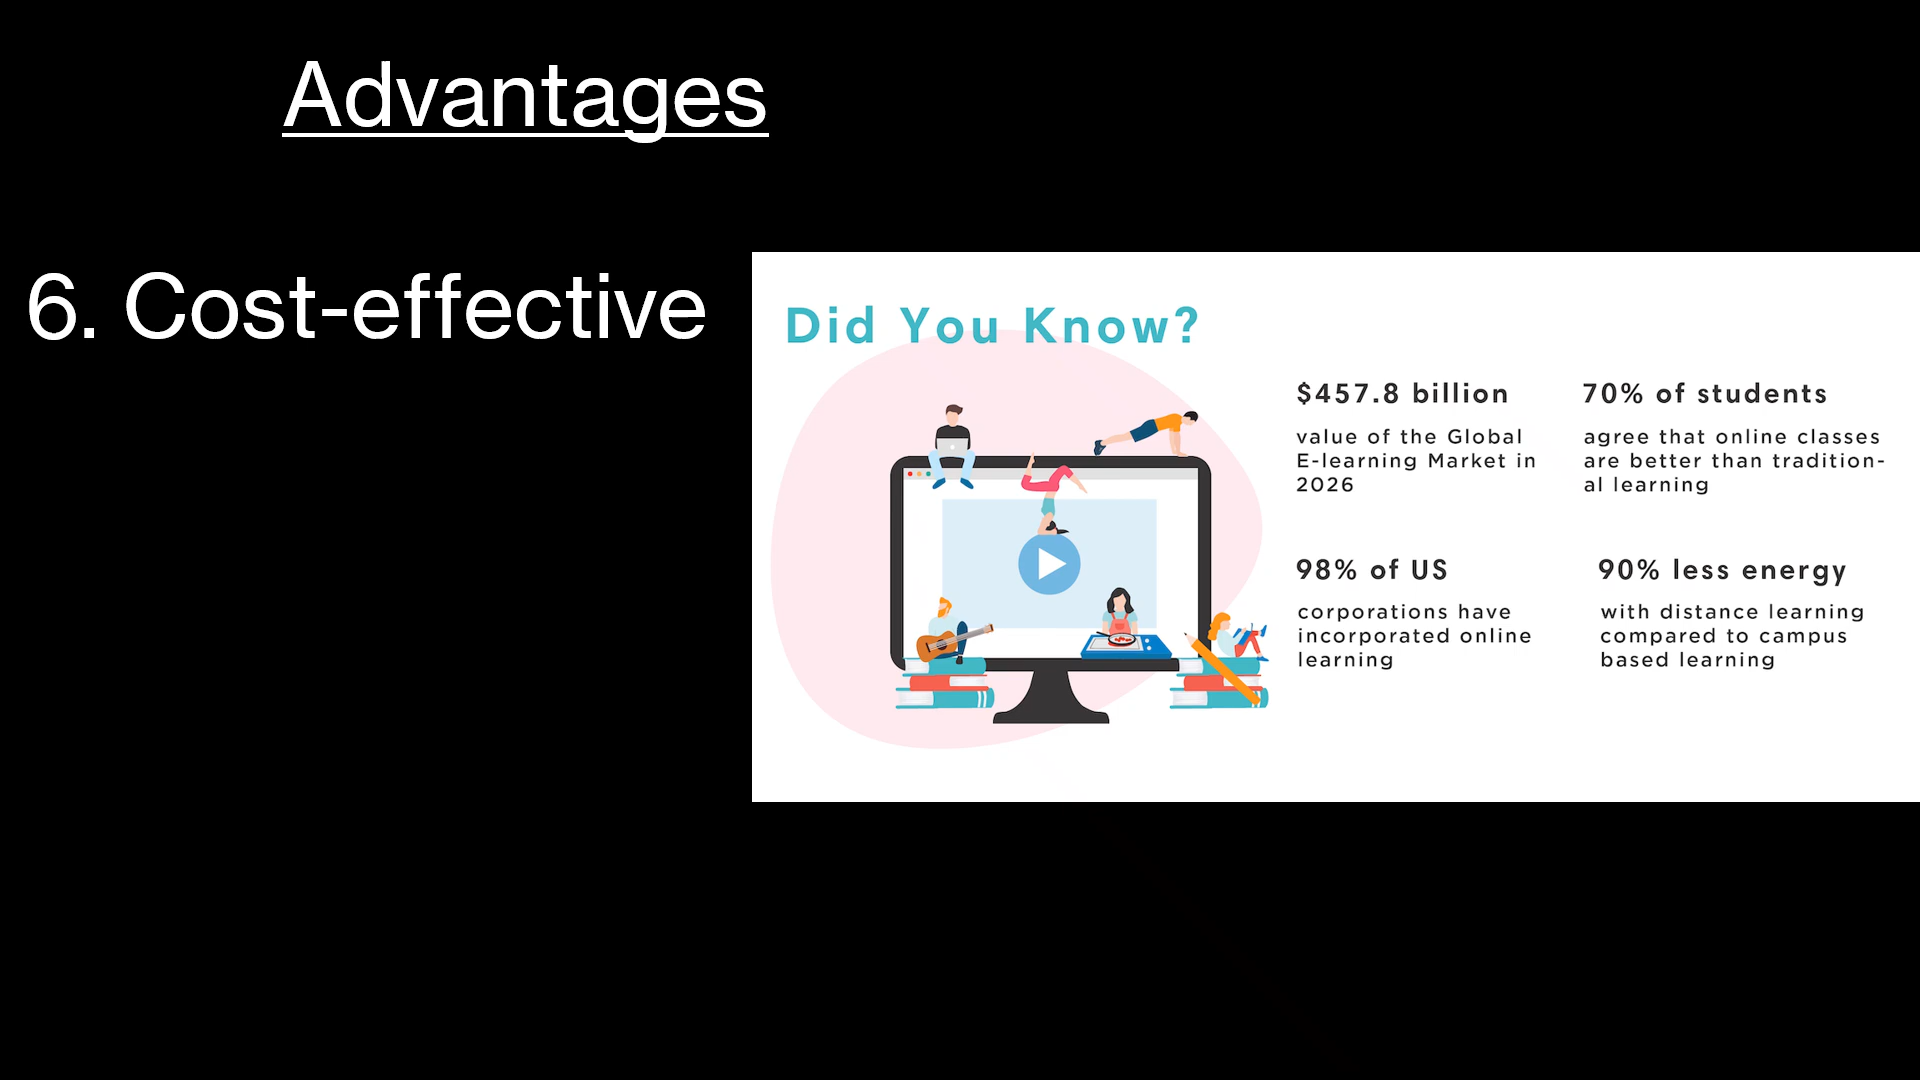 Advantages
6. Cost-effective
Did You Know?
$457.8 billion
value of the Global
E-learning Market in
2026
70% of students
agree that online classes
are better than tradition-
al learning
98% of US
corporations have
incorporated online
learning
90% less energy
with distance learning
compared to campus
based learning